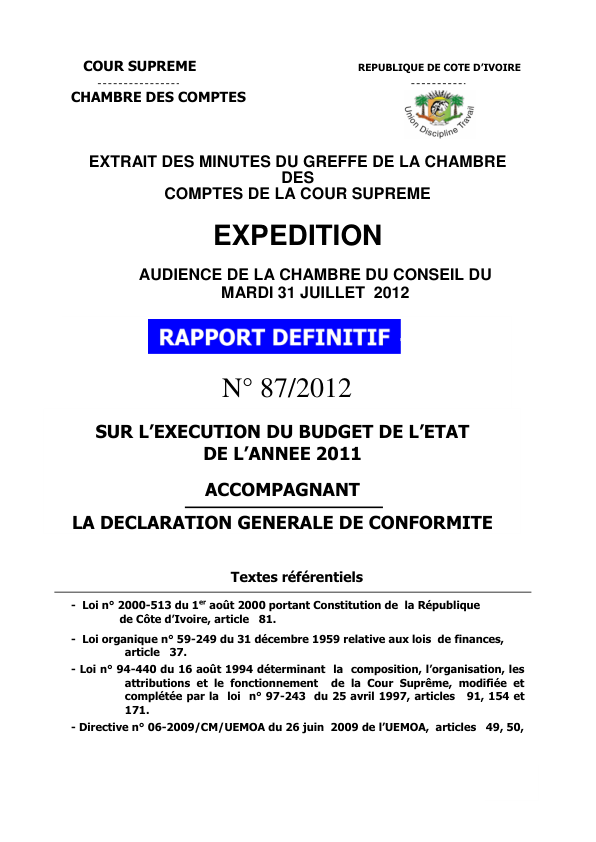 COUR SUPREME
REPUBLIQUE DE COTE D’IVOIRE
----------------
----------
CHAMBRE DES COMPTES
Union Discipline Travail
EXTRAIT DES MINUTES DU GREFFE DE LA CHAMBRE
DES
COMPTES DE LA COUR SUPREME
EXPEDITION
AUDIENCE DE LA CHAMBRE DU CONSEIL DU
MARDI 31 JUILLET 2012
RAPPORT DEFINITIF
N° 87/2012
SUR L’EXECUTION DU BUDGET DE L’ETAT
DE L’ANNEE 2011
ACCOMPAGNANT
LA DECLARATION GENERALE DE CONFORMITE
Textes référentiels
- Loi n° 2000-513 du 1er août 2000 portant Constitution de la République
de Côte d’Ivoire, article 81.
- Loi organique n° 59-249 du 31 décembre 1959 relative aux lois de finances,
article 37.
- Loi n° 94-440 du 16 août 1994 déterminant la composition, l’organisation, les
attributions et le fonctionnement de la Cour Suprême, modifiée et
complétée par la loi n° 97-243 du 25 avril 1997, articles 91, 154 et
171.
- Directive n° 06-2009/CM/UEMOA du 26 juin 2009 de l’UEMOA, articles 49, 50,